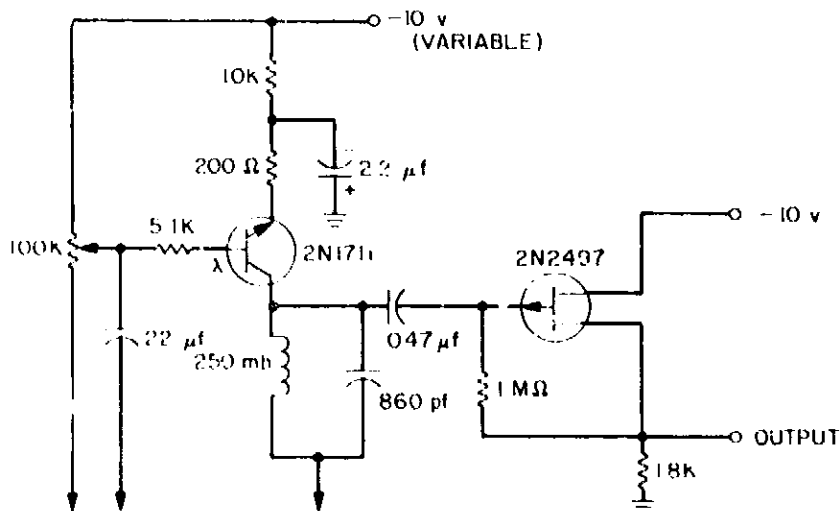 -10 v
(VARIABLE)
10K
200 Ω
2.2 μf
5.1K
100K
λ
2N1711
-10 v
2N2497
22 μf
250 mh
860 pf
047 μf
1 MΩ
OUTPUT
18K